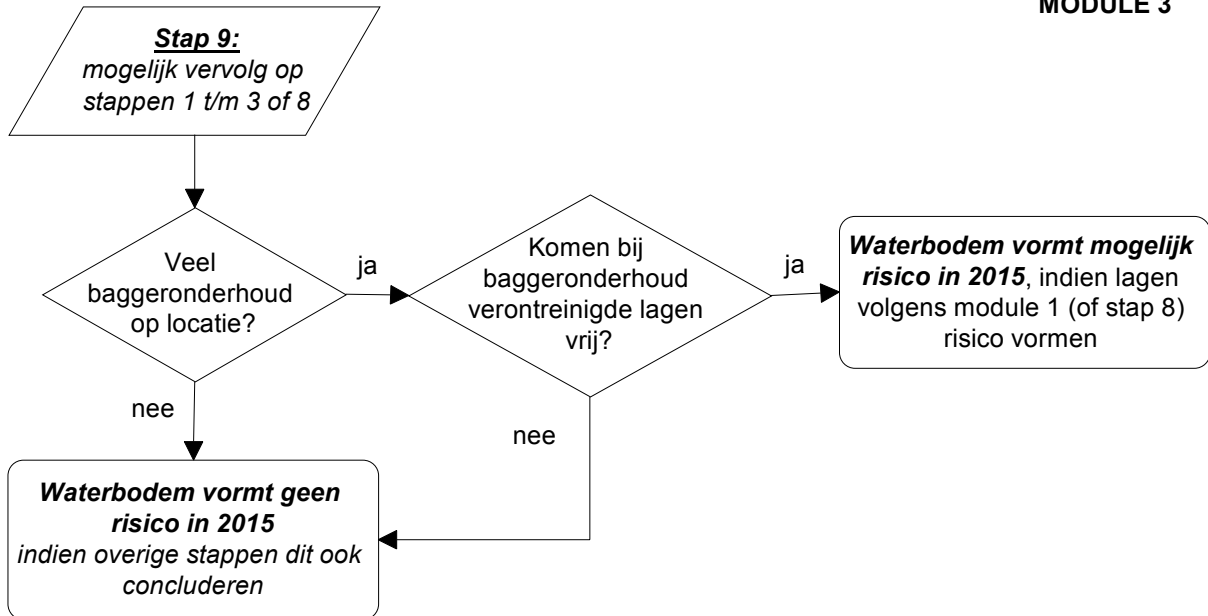 MODULE 3
Stap 9:
mogelijk vervolg op
stappen 1 t/m 3 of 8
Veel
baggeronderhoud
op locatie?
ja
Komen bij
baggeronderhoud
verontreinigde lagen
vrij?
ja
Waterbodem vormt mogelijk
risico in 2015, indien lagen
volgens module 1 (of stap 8)
risico vormen
nee
nee
Waterbodem vormt geen
risico in 2015
indien overige stappen dit ook
concluderen